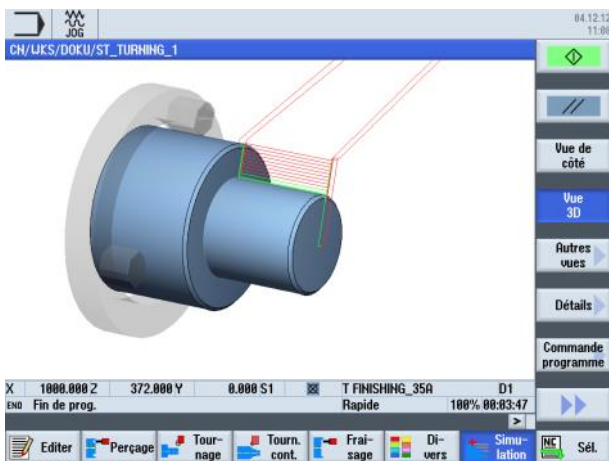 JOG
04.12.12
11:06
CN/WKS/DOKU/ST_TURNING_1
Vue de
côté
Vue
3D
Autres
vues
Détails
Commande
programme
X 1000.000 Z 372.000 Y 0.000 S1 T FINISHING_35A D1
END Fin de prog. Rapide 100% 00:03:47
Editer
Perçage
Tour-
nage
Tourn.
cont.
Frai-
sage
Di-
vers
Simu-
lation
NC Sél.